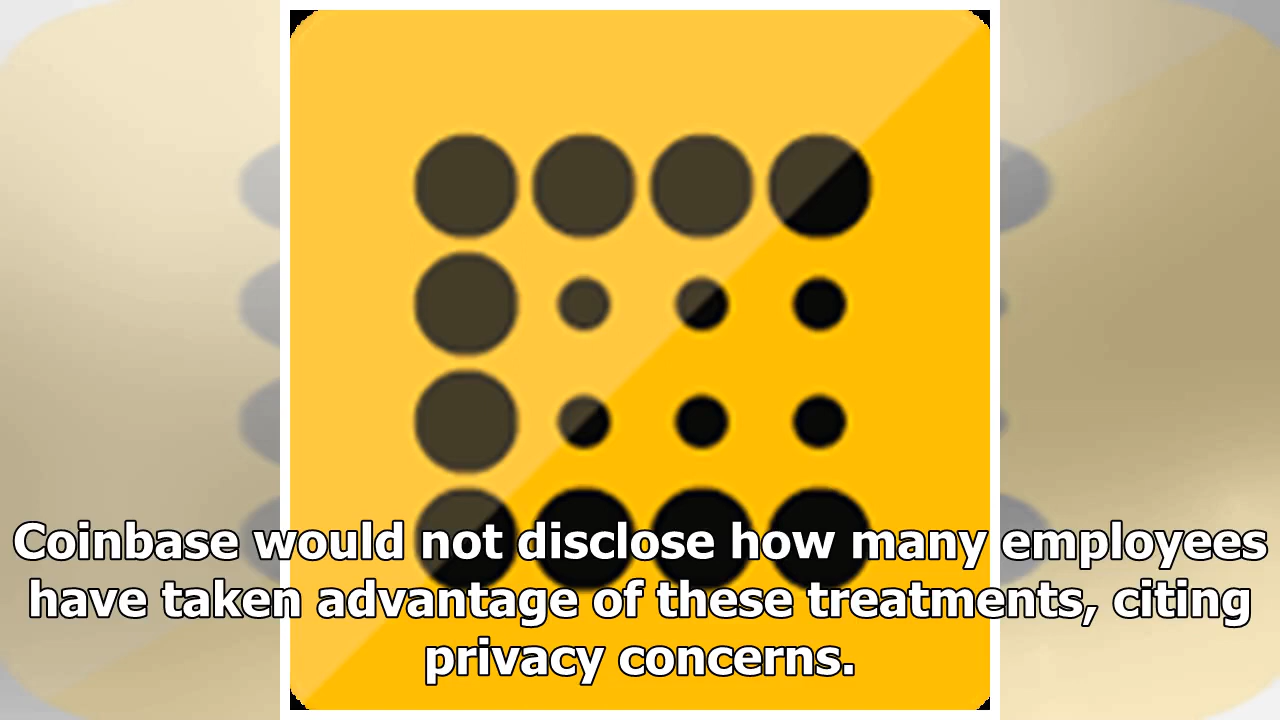 Coinbase would not disclose how many employees
have taken advantage of these treatments, citing
privacy concerns.